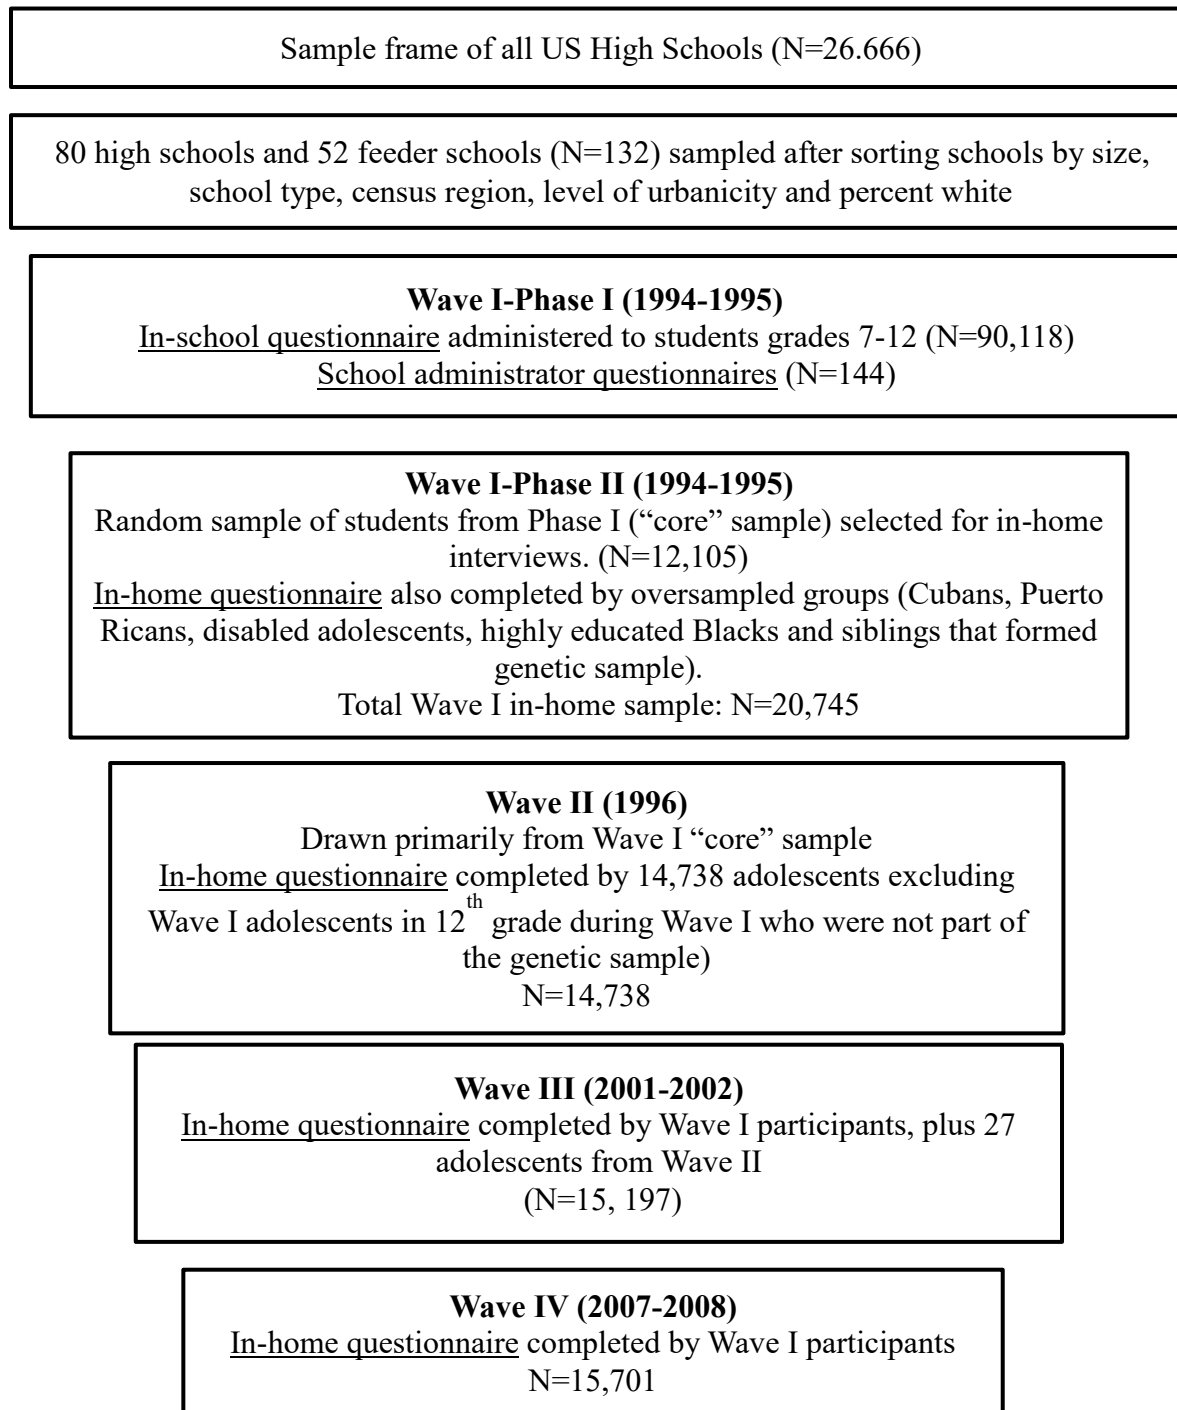 Sample frame of all US High Schools (N=26.666)
80 high schools and 52 feeder schools (N=132) sampled after sorting schools by size,
school type, census region, level of urbanicity and percent white
Wave I-Phase I (1994-1995)
In-school questionnaire administered to students grades 7-12 (N=90,118)
School administrator questionnaires (N=144)
Wave I-Phase II (1994-1995)
Random sample of students from Phase I (“core” sample) selected for in-home
interviews. (N=12,105)
In-home questionnaire also completed by oversampled groups (Cubans, Puerto
Ricans, disabled adolescents, highly educated Blacks and siblings that formed
genetic sample).
Total Wave I in-home sample: N=20,745
Wave II (1996)
Drawn primarily from Wave I “core” sample
In-home questionnaire completed by 14,738 adolescents excluding
Wave I adolescents in 12th grade during Wave I who were not part of
the genetic sample)
N=14,738
Wave III (2001-2002)
In-home questionnaire completed by Wave I participants, plus 27
adolescents from Wave II
(N=15, 197)
Wave IV (2007-2008)
In-home questionnaire completed by Wave I participants
N=15,701